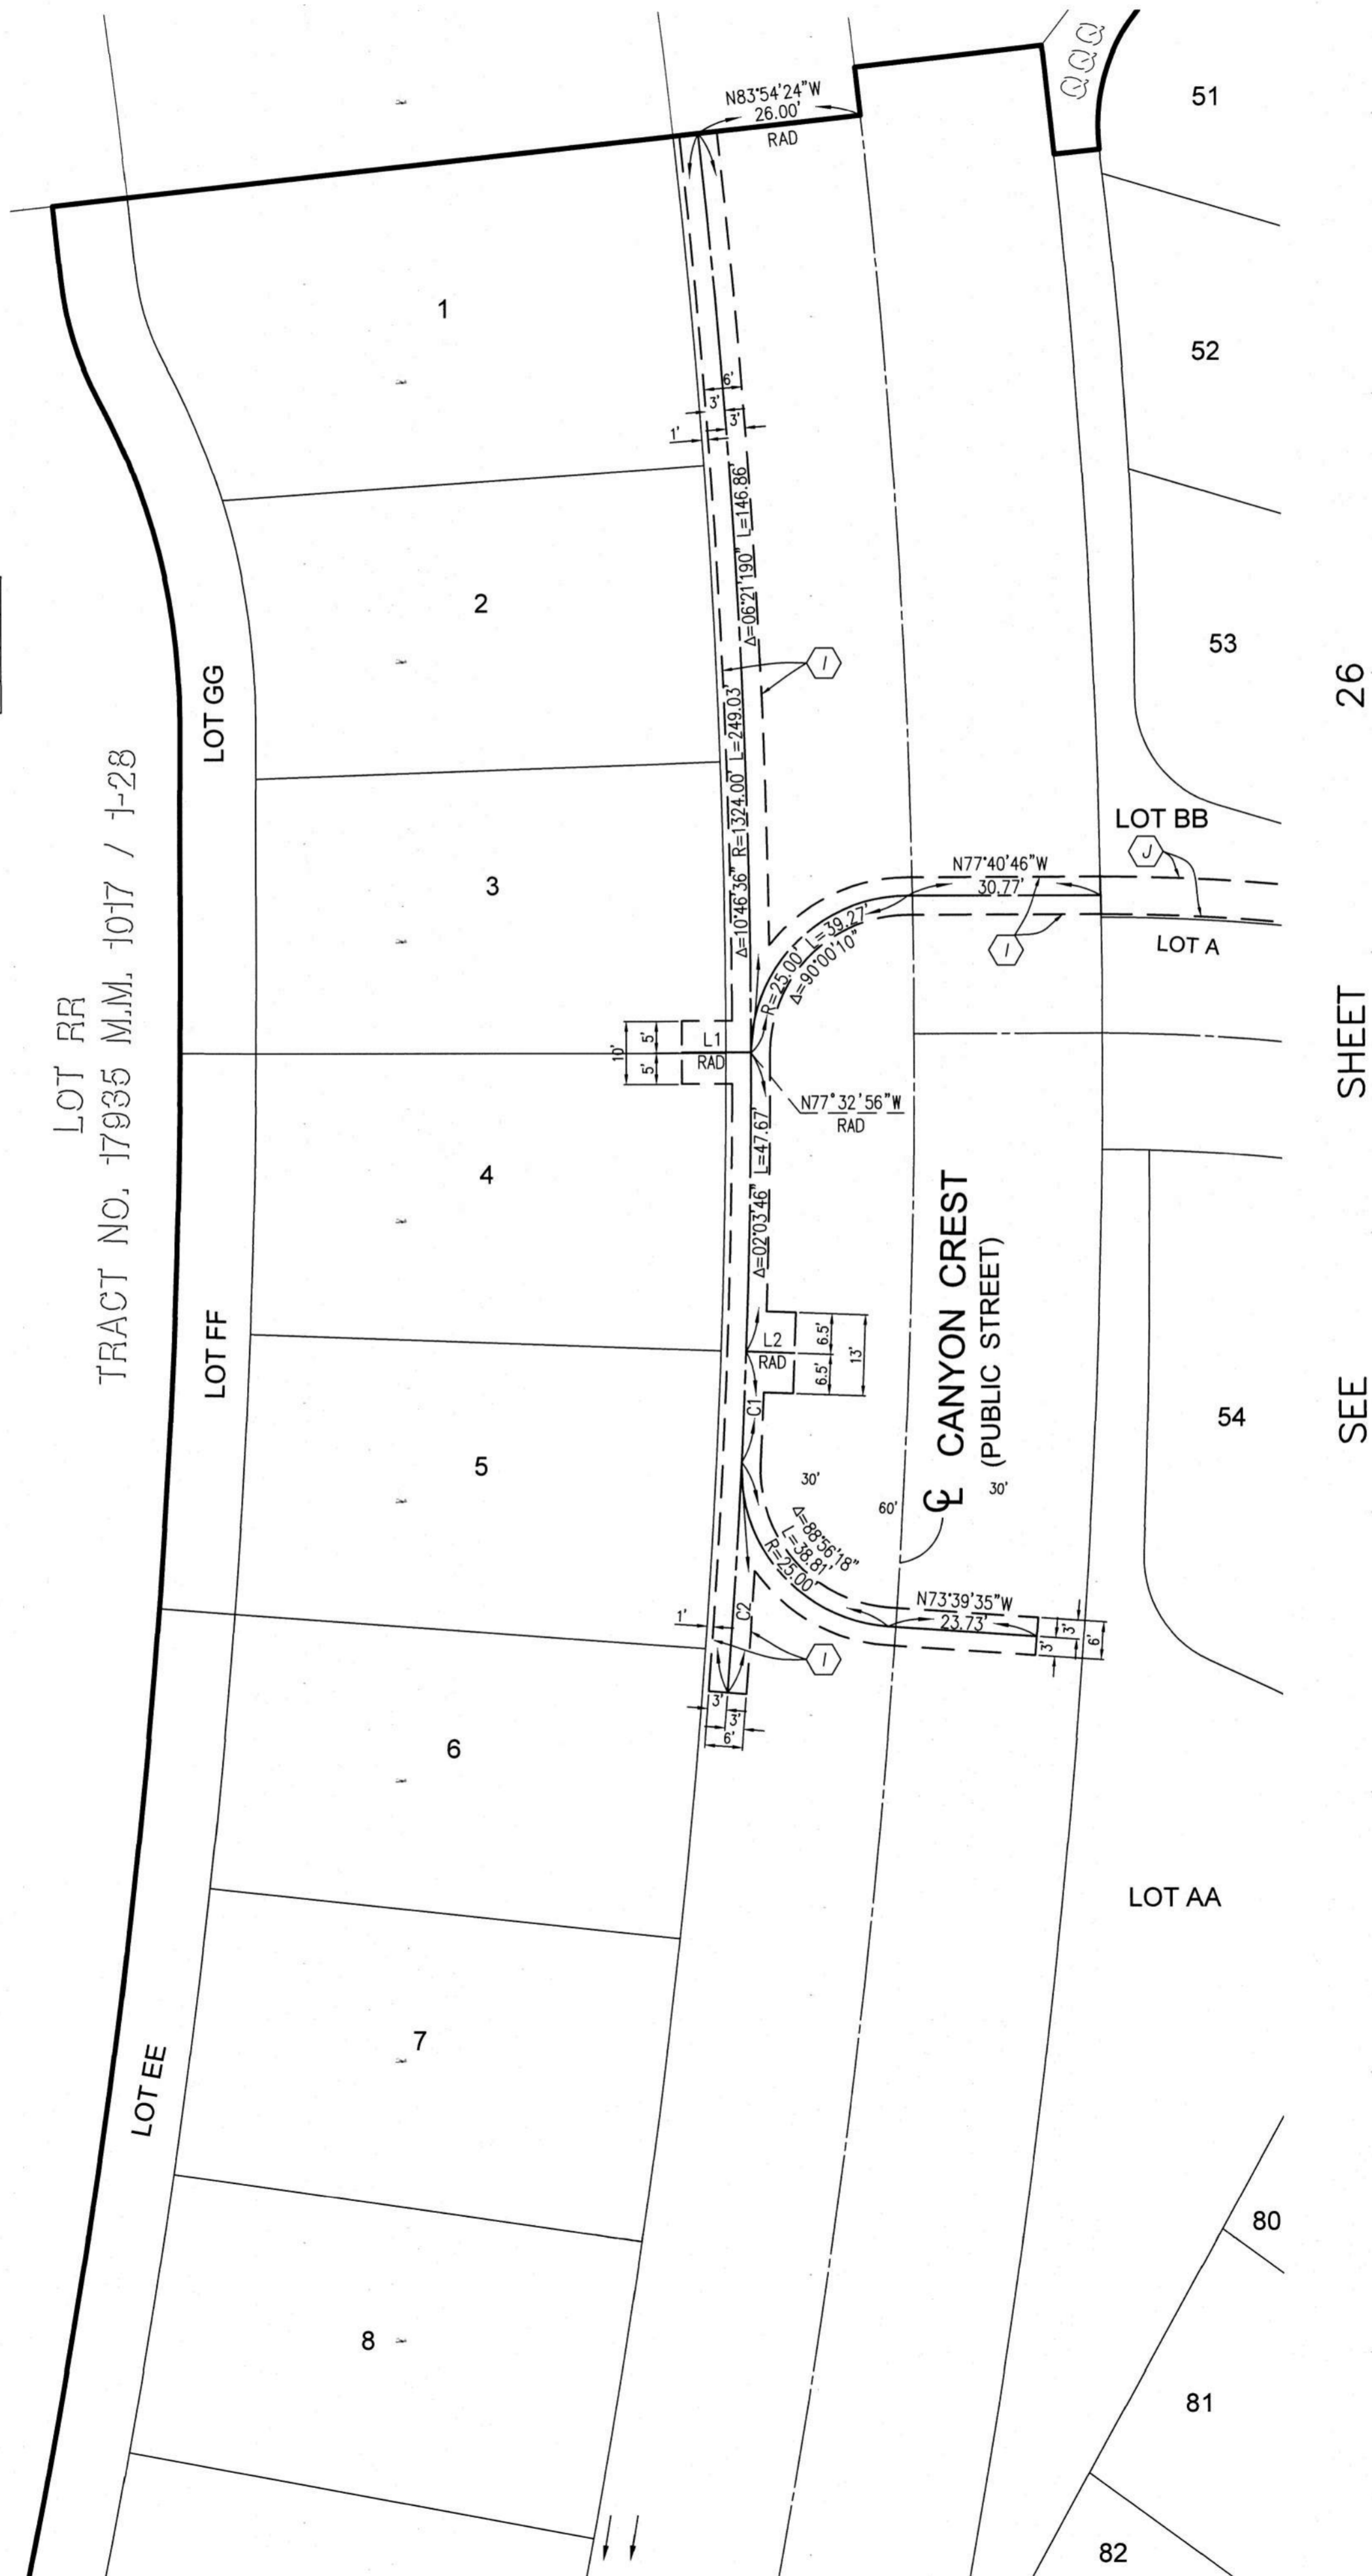 N83°54'24"W
26.00'
RAD
QQQ
51
1
52
6'
3'
3'
1'
Δ=06°21'190" L=146.86'
2
53
I
LOT GG
26
Δ=10°46'36" R=1324.00' L=249.03'
LOT BB
J
3
N77°40'46"W
30.77'
I
LOT A
R=25.00' L=39.27'
Δ=90°00'10"
LOT RR
TRACT NO. 17935 M.M. 1017 / 1-28
10'
5'
5'
L1
RAD
SHEET
N77°32'56"W
RAD
4
Δ=02°03'46" L=47.67'
CANYON CREST
(PUBLIC STREET)
LOT FF
L2
RAD
6.5'
6.5'
13'
C1
54
SEE
5
30'
60'
℄
30'
Δ=88°56'18"
L=38.81'
R=25.00'
N73°39'35"W
23.73'
3'
3'
6'
1'
C2
I
3'
3'
6'
6
LOT AA
7
LOT EE
80
8
81
82